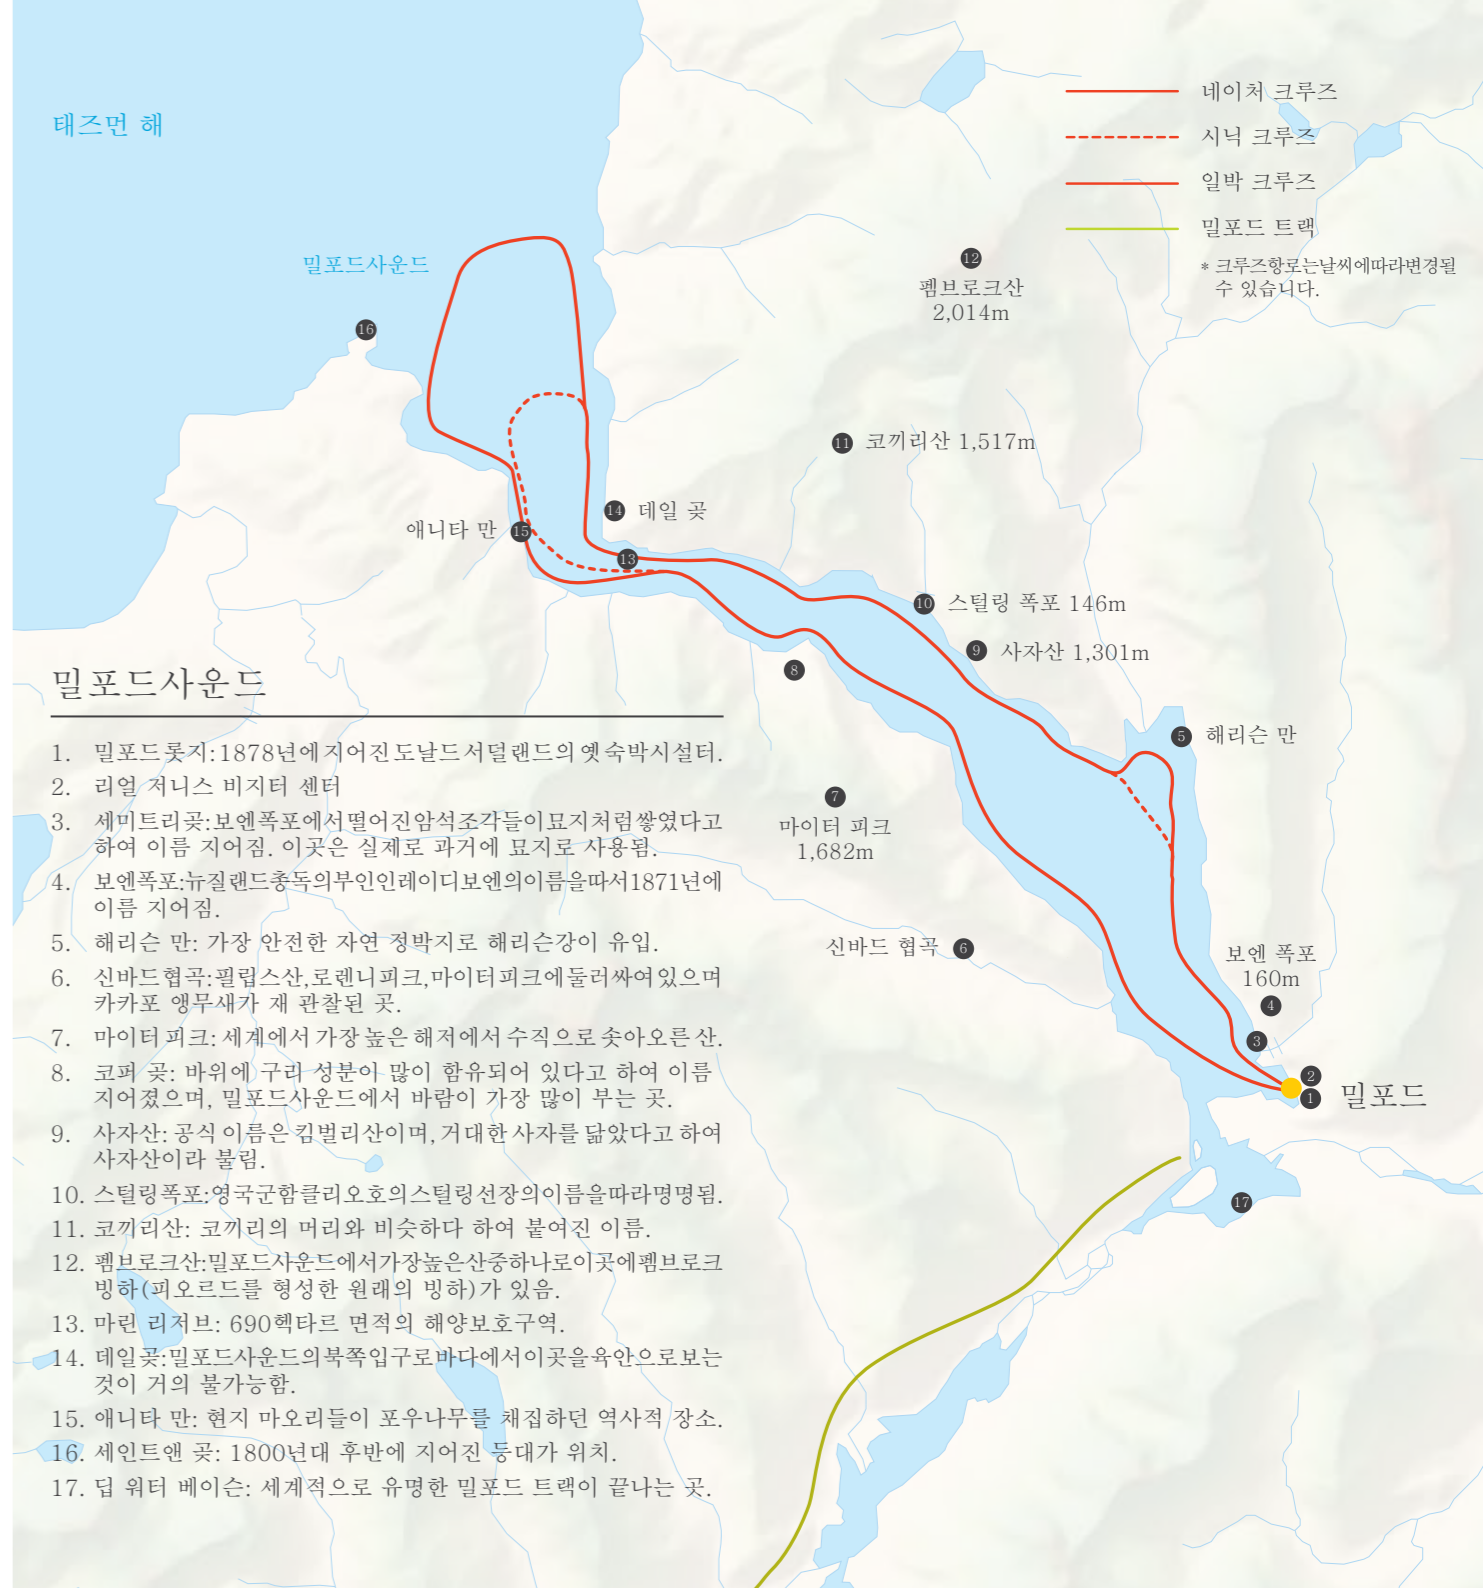 태즈먼 해
네이처 크루즈
시닉 크루즈
일박 크루즈
밀포드 트랙
* 크루즈항로는날씨에따라변경될
수 있습니다.
밀포드사운드
16
12
펨브로크산
2,014m
11 코끼리산 1,517m
14 데일 곶
애니타 만 15
13
10 스털링 폭포 146m
9 사자산 1,301m
8
5 해리슨 만
7
마이터 피크
1,682m
신바드 협곡 6
보엔 폭포
160m
4
3
2
1
밀포드
17
밀포드사운드
1. 밀포드롯지:1878년에지어진도날드서덜랜드의옛숙박시설터.
2. 리얼 저니스 비지터 센터
3. 세미트리곶:보엔폭포에서떨어진암석조각들이묘지처럼쌓였다고
하여 이름 지어짐. 이곳은 실제로 과거에 묘지로 사용됨.
4. 보엔폭포:뉴질랜드총독의부인인레이디보엔의이름을따서1871년에
이름 지어짐.
5. 해리슨 만: 가장 안전한 자연 정박지로 해리슨강이 유입.
6. 신바드협곡:필립스산,로렌니피크,마이터피크에둘러싸여있으며
카카포 앵무새가 재 관찰된 곳.
7. 마이터 피크: 세계에서 가장 높은 해저에서 수직으로 솟아오른 산.
8. 코퍼 곶: 바위에 구리 성분이 많이 함유되어 있다고 하여 이름
지어졌으며, 밀포드사운드에서 바람이 가장 많이 부는 곳.
9. 사자산: 공식 이름은 킴벌리산이며, 거대한 사자를 닮았다고 하여
사자산이라 불림.
10. 스털링폭포:영국군함클리오호의스털링선장의이름을따라명명됨.
11. 코끼리산: 코끼리의 머리와 비슷하다 하여 붙여진 이름.
12. 펨브로크산:밀포드사운드에서가장높은산중하나로이곳에펨브로크
빙하(피오르드를 형성한 원래의 빙하)가 있음.
13. 마린 리저브: 690헥타르 면적의 해양보호구역.
14. 데일곶:밀포드사운드의북쪽입구로바다에서이곳을육안으로보는
것이 거의 불가능함.
15. 애니타 만: 현지 마오리들이 포우나무를 채집하던 역사적 장소.
16. 세인트앤 곶: 1800년대 후반에 지어진 등대가 위치.
17. 딥 워터 베이슨: 세계적으로 유명한 밀포드 트랙이 끝나는 곳.